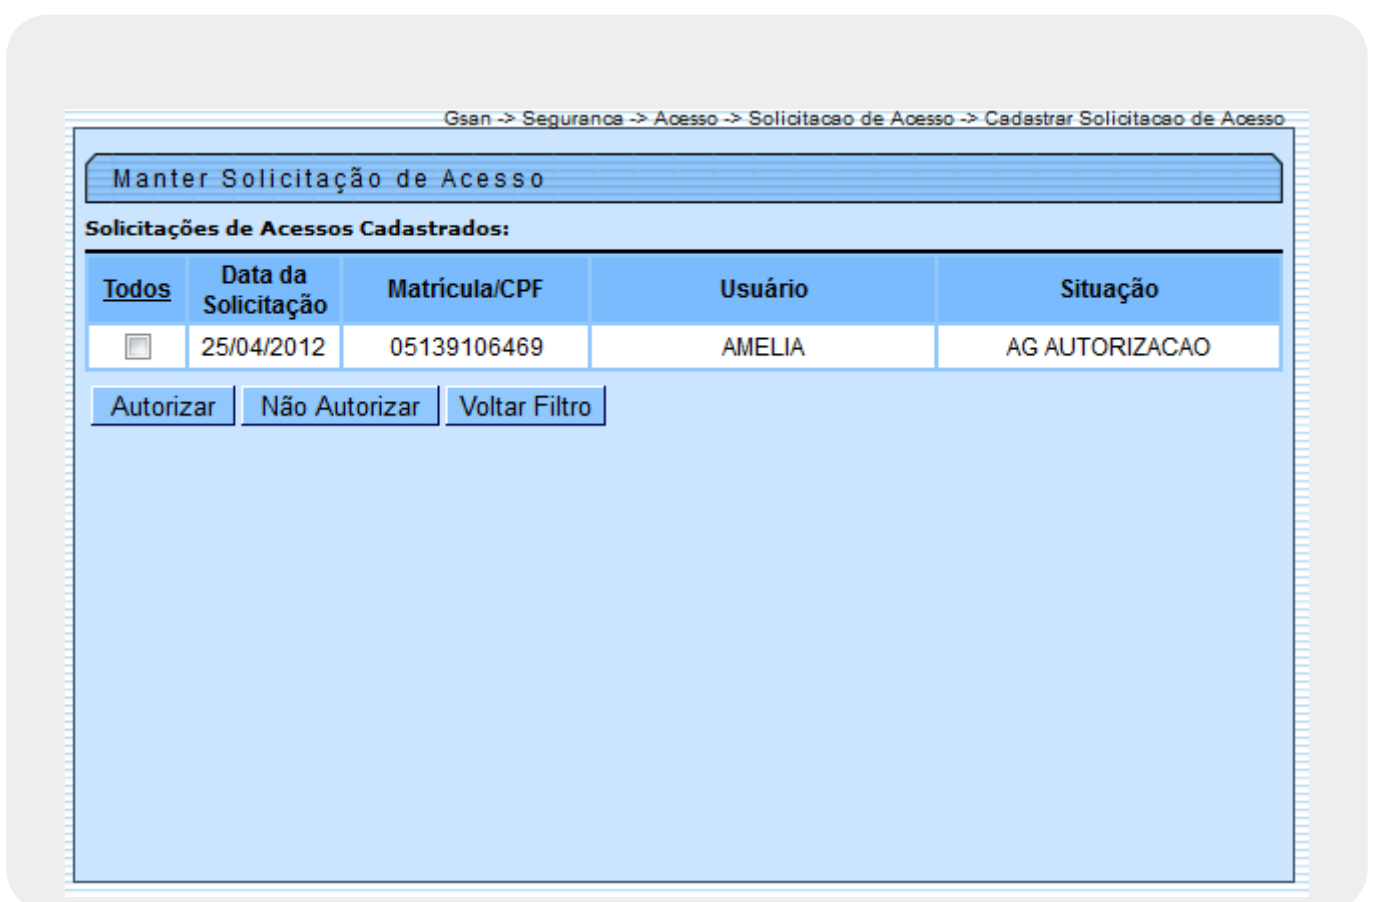 Gsan -> Seguranca -> Acesso -> Solicitacao de Acesso -> Cadastrar Solicitacao de Acesso
Manter Solicitação de Acesso
Solicitações de Acessos Cadastrados:
Todos Data da Solicitação Matrícula/CPF Usuário Situação
25/04/2012 05139106469 AMELIA AG AUTORIZACAO
Autorizar Não Autorizar Voltar Filtro